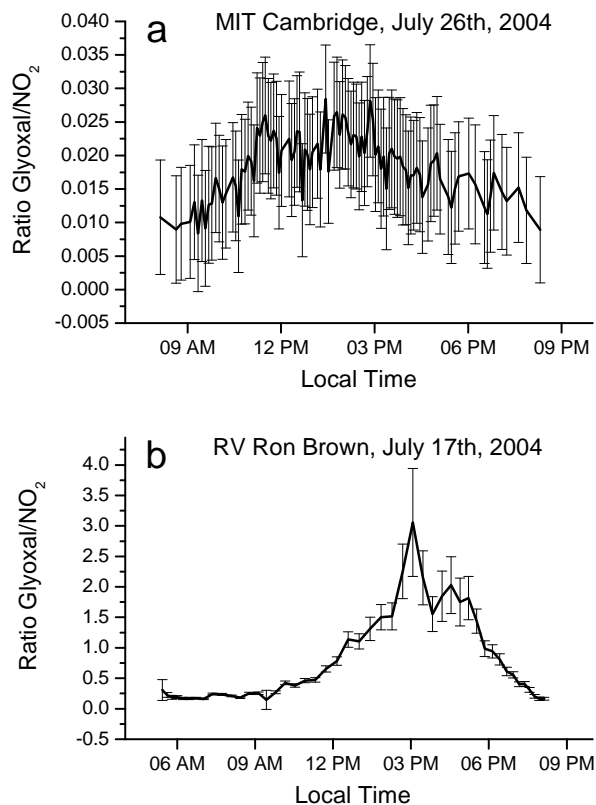 a
MIT Cambridge, July 26th, 2004
0.040
0.035
0.030
0.025
0.020
0.015
0.010
0.005
0.000
-0.005
Ratio Glyoxal/NO₂
09 AM 12 PM 03 PM 06 PM 09 PM
Local Time
b
RV Ron Brown, July 17th, 2004
4.0
3.5
3.0
2.5
2.0
1.5
1.0
0.5
0.0
-0.5
Ratio Glyoxal/NO₂
06 AM 09 AM 12 PM 03 PM 06 PM 09 PM
Local Time